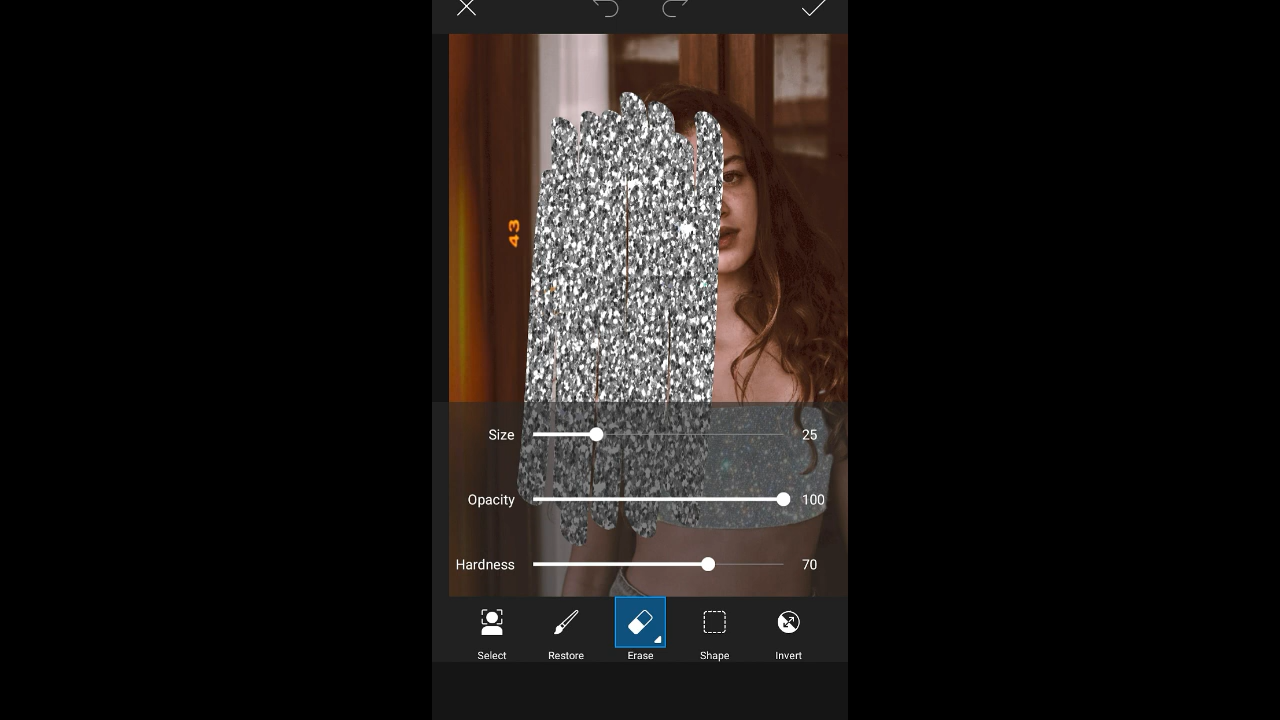 43
Size 25
Opacity 100
Hardness 70
Select Restore Erase Shape Invert